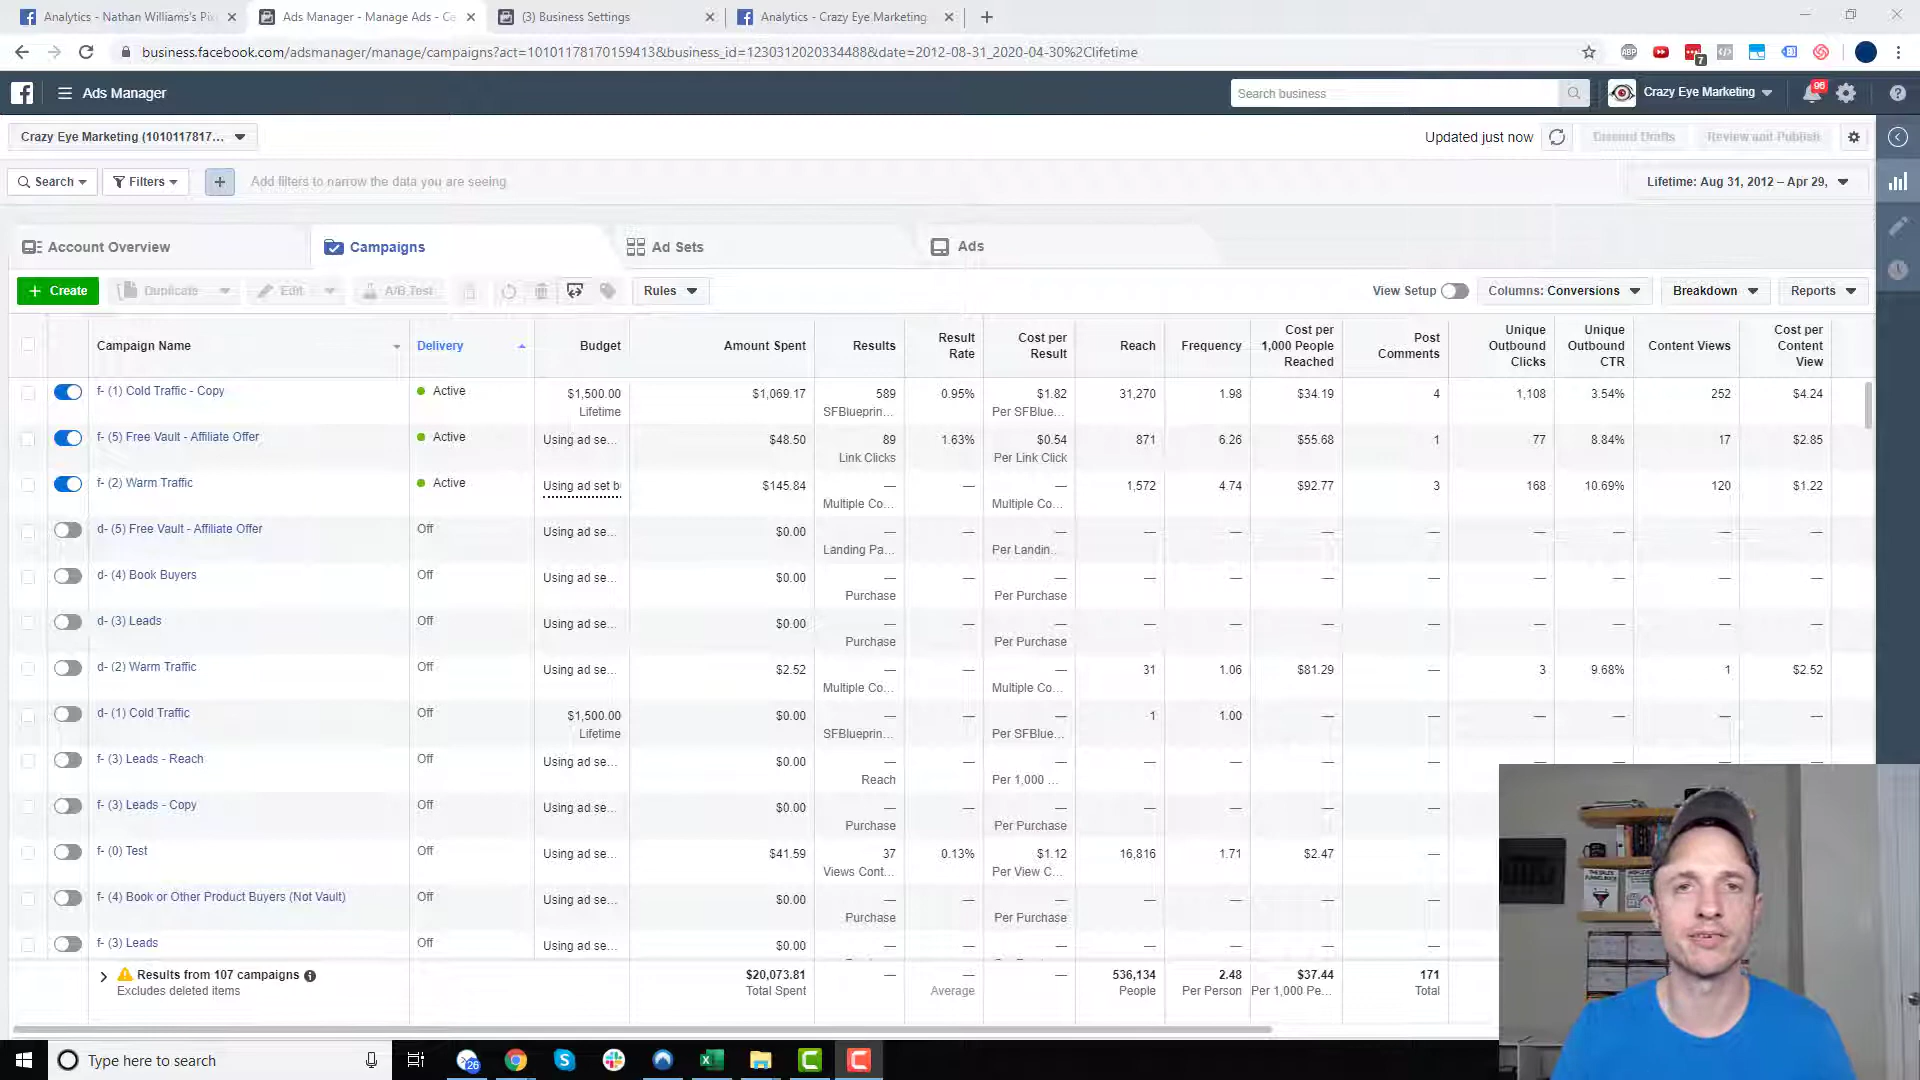 Analytics - Nathan Williams's Pi
Ads Manager - Manage Ads - Ce
(3) Business Settings
Analytics - Crazy Eye Marketing
business.facebook.com/adsmanager/manage/campaigns?act=10101178170159413&business_id=1230312020334488&date=2012-08-31_2020-04-30%2Clifetime
ABP
7
Ads Manager
Search business
Crazy Eye Marketing
98
Crazy Eye Marketing (1010117817...
Updated just now
Discard Drafts
Review and Publish
Search
Filters
Add filters to narrow the data you are seeing
Lifetime: Aug 31, 2012 – Apr 29,
Account Overview
Campaigns
Ad Sets
Ads
+ Create
Duplicate
Edit
A/B Test
Rules
View Setup
Columns: Conversions
Breakdown
Reports
Campaign Name Delivery Budget Amount Spent Results Result Rate Cost per Result Reach Frequency Cost per 1,000 People Reached Post Comments Unique Outbound Clicks Unique Outbound CTR Content Views Cost per Content View
f- (1) Cold Traffic - Copy Active $1,500.00 $1,069.17 589 0.95% $1.82 31,270 1.98 $34.19 4 1,108 3.54% 252 $4.24
Lifetime SFBlueprin... Per SFBlue...
f- (5) Free Vault - Affiliate Offer Active Using ad se... $48.50 89 1.63% $0.54 871 6.26 $55.68 1 77 8.84% 17 $2.85
Link Clicks Per Link Click
f- (2) Warm Traffic Active Using ad set b $145.84 — — — 1,572 4.74 $92.77 3 168 10.69% 120 $1.22
Multiple Co... Multiple Co...
d- (5) Free Vault - Affiliate Offer Off Using ad se... $0.00 — — — — — — — — — — —
Landing Pa... Per Landin...
d- (4) Book Buyers Off Using ad se... $0.00 — — — — — — — — — — —
Purchase Per Purchase
d- (3) Leads Off Using ad se... $0.00 — — — — — — — — — — —
Purchase Per Purchase
d- (2) Warm Traffic Off Using ad se... $2.52 — — — 31 1.06 $81.29 — 3 9.68% 1 $2.52
Multiple Co... Multiple Co...
d- (1) Cold Traffic Off $1,500.00 $0.00 — — — 1 1.00 — — — — — —
Lifetime SFBlueprin... Per SFBlue...
f- (3) Leads - Reach Off Using ad se... $0.00 — — — — — — — — — — —
Reach Per 1,000 ...
f- (3) Leads - Copy Off Using ad se... $0.00 — — — — — — —
Purchase Per Purchase
f- (0) Test Off Using ad se... $41.59 37 0.13% $1.12 16,816 1.71 $2.47 —
Views Cont... Per View C...
f- (4) Book or Other Product Buyers (Not Vault) Off Using ad se... $0.00 — — — — — — —
Purchase Per Purchase
f- (3) Leads Off Using ad se... $0.00 — — — — — — —
Results from 107 campaigns $20,073.81 — — — 536,134 2.48 $37.44 171
Excludes deleted items Total Spent Average People Per Person Per 1,000 Pe... Total
Type here to search
26